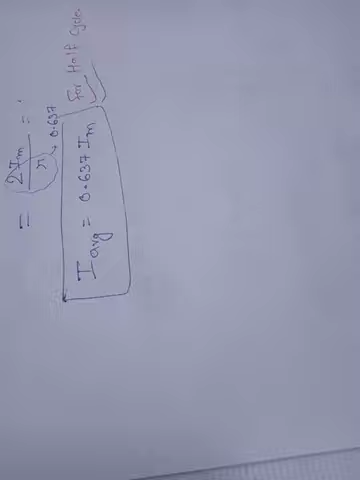 = 2Im/π = 0.637
Iavg = 0.637 Im
For Half Cycle